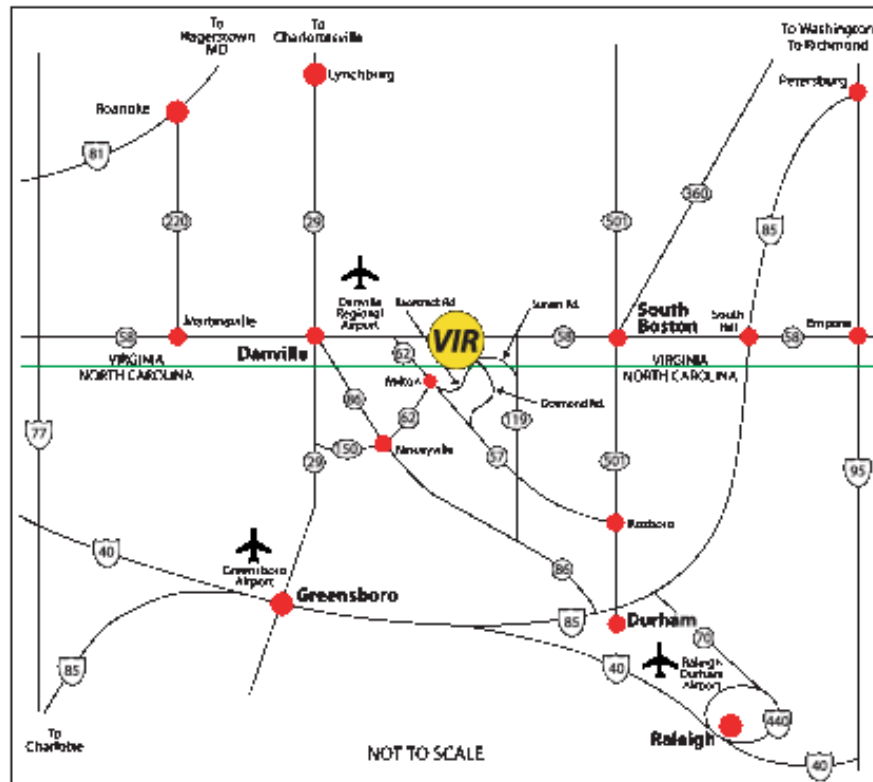 To
Hagerstown
MD
To
Charlottesville
To Washington
To Richmond
Lynchburg
Petersburg
Roanoke
81
220
29
501
360
85
Danville
Regional
Airport
Sutren Rd.
Martinsville
South
Boston
South
Hill
Emporia
VIR
58
58
58
Danville
62
VIRGINIA
NORTH CAROLINA
VIRGINIA
NORTH CAROLINA
Milton
86
62
119
77
29
150
57
501
95
Roxboro
40
Greensboro
Airport
86
Greensboro
85
Durham
70
85
40
Raleigh
Durham
Airport
To
Charlotte
440
Raleigh
NOT TO SCALE
40